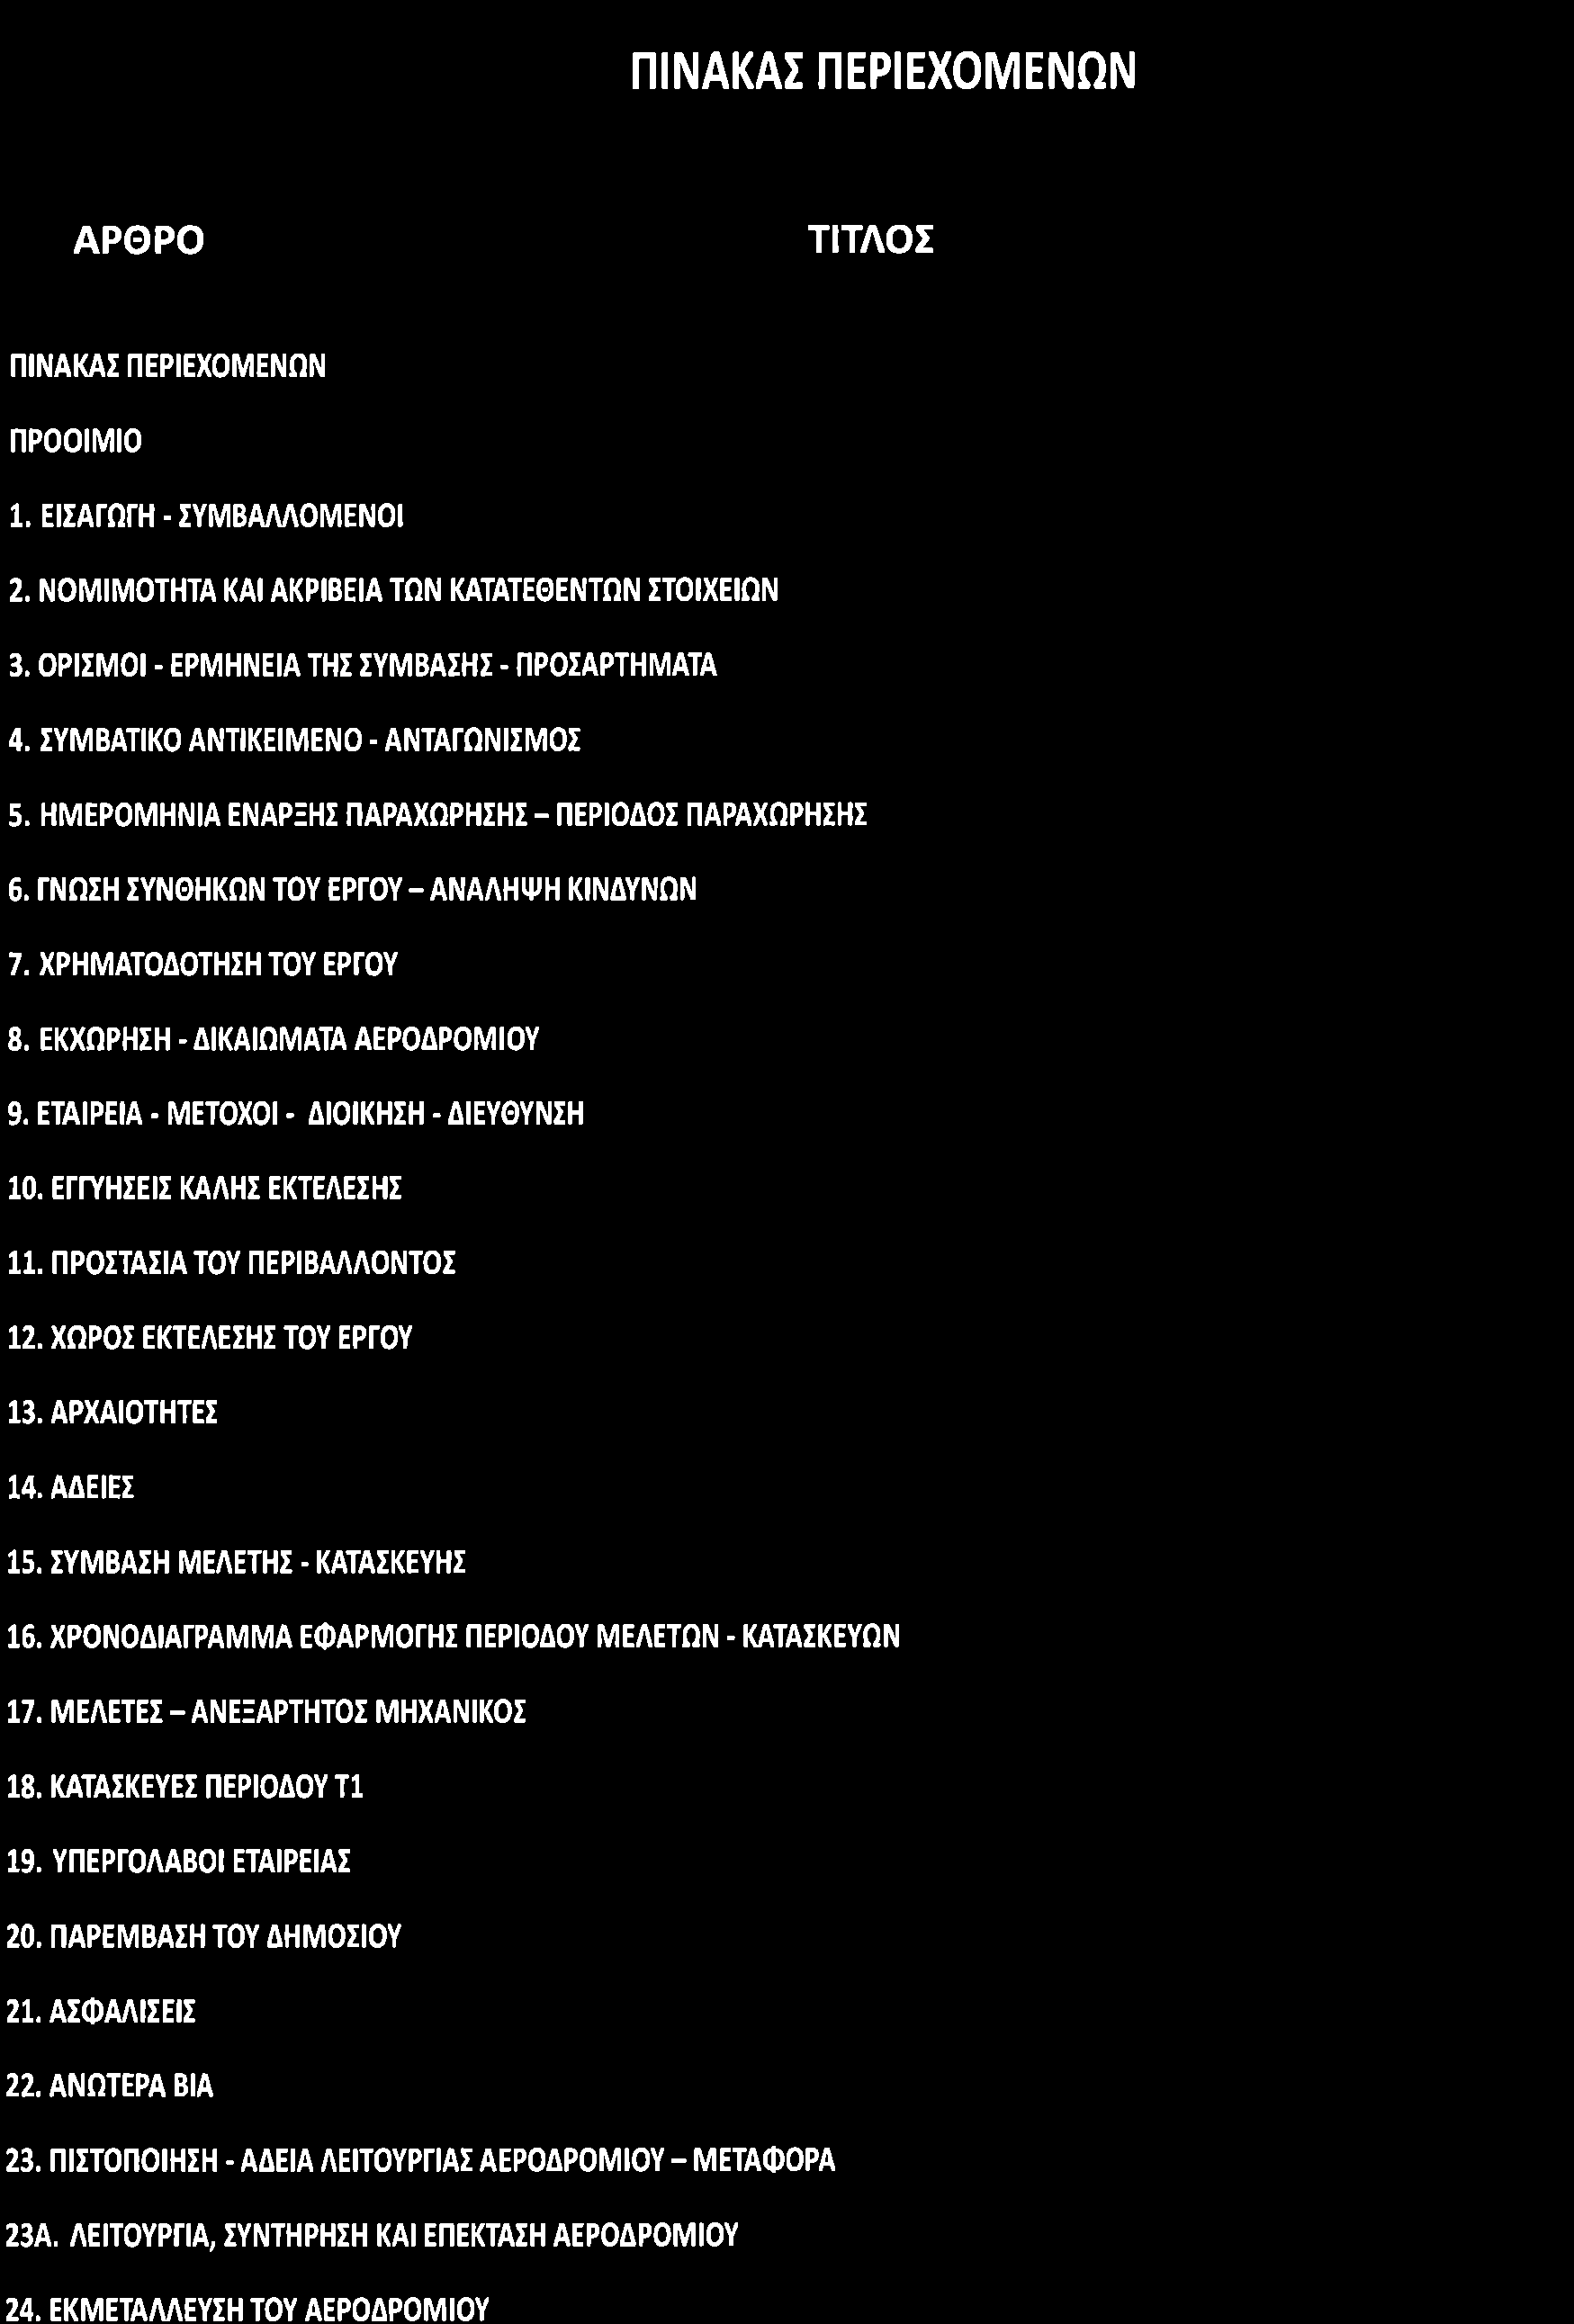 ΠΙΝΑΚΑΣ ΠΕΡΙΕΧΟΜΕΝΩΝ
ΑΡΘΡΟ ΤΙΤΛΟΣ
ΠΙΝΑΚΑΣ ΠΕΡΙΕΧΟΜΕΝΩΝ
ΠΡΟΟΙΜΙΟ
1. ΕΙΣΑΓΩΓΗ - ΣΥΜΒΑΛΛΟΜΕΝΟΙ
2. ΝΟΜΙΜΟΤΗΤΑ ΚΑΙ ΑΚΡΙΒΕΙΑ ΤΩΝ ΚΑΤΑΤΕΘΕΝΤΩΝ ΣΤΟΙΧΕΙΩΝ
3. ΟΡΙΣΜΟΙ - ΕΡΜΗΝΕΙΑ ΤΗΣ ΣΥΜΒΑΣΗΣ - ΠΡΟΣΑΡΤΗΜΑΤΑ
4. ΣΥΜΒΑΤΙΚΟ ΑΝΤΙΚΕΙΜΕΝΟ - ΑΝΤΑΓΩΝΙΣΜΟΣ
5. ΗΜΕΡΟΜΗΝΙΑ ΕΝΑΡΞΗΣ ΠΑΡΑΧΩΡΗΣΗΣ – ΠΕΡΙΟΔΟΣ ΠΑΡΑΧΩΡΗΣΗΣ
6. ΓΝΩΣΗ ΣΥΝΘΗΚΩΝ ΤΟΥ ΕΡΓΟΥ – ΑΝΑΛΗΨΗ ΚΙΝΔΥΝΩΝ
7. ΧΡΗΜΑΤΟΔΟΤΗΣΗ ΤΟΥ ΕΡΓΟΥ
8. ΕΚΧΩΡΗΣΗ - ΔΙΚΑΙΩΜΑΤΑ ΑΕΡΟΔΡΟΜΙΟΥ
9. ΕΤΑΙΡΕΙΑ - ΜΕΤΟΧΟΙ - ΔΙΟΙΚΗΣΗ - ΔΙΕΥΘΥΝΣΗ
10. ΕΓΓΥΗΣΕΙΣ ΚΑΛΗΣ ΕΚΤΕΛΕΣΗΣ
11. ΠΡΟΣΤΑΣΙΑ ΤΟΥ ΠΕΡΙΒΑΛΛΟΝΤΟΣ
12. ΧΩΡΟΣ ΕΚΤΕΛΕΣΗΣ ΤΟΥ ΕΡΓΟΥ
13. ΑΡΧΑΙΟΤΗΤΕΣ
14. ΑΔΕΙΕΣ
15. ΣΥΜΒΑΣΗ ΜΕΛΕΤΗΣ - ΚΑΤΑΣΚΕΥΗΣ
16. ΧΡΟΝΟΔΙΑΓΡΑΜΜΑ ΕΦΑΡΜΟΓΗΣ ΠΕΡΙΟΔΟΥ ΜΕΛΕΤΩΝ - ΚΑΤΑΣΚΕΥΩΝ
17. ΜΕΛΕΤΕΣ – ΑΝΕΞΑΡΤΗΤΟΣ ΜΗΧΑΝΙΚΟΣ
18. ΚΑΤΑΣΚΕΥΕΣ ΠΕΡΙΟΔΟΥ Τ1
19. ΥΠΕΡΓΟΛΑΒΟΙ ΕΤΑΙΡΕΙΑΣ
20. ΠΑΡΕΜΒΑΣΗ ΤΟΥ ΔΗΜΟΣΙΟΥ
21. ΑΣΦΑΛΙΣΕΙΣ
22. ΑΝΩΤΕΡΑ ΒΙΑ
23. ΠΙΣΤΟΠΟΙΗΣΗ - ΑΔΕΙΑ ΛΕΙΤΟΥΡΓΙΑΣ ΑΕΡΟΔΡΟΜΙΟΥ – ΜΕΤΑΦΟΡΑ
23Α. ΛΕΙΤΟΥΡΓΙΑ, ΣΥΝΤΗΡΗΣΗ ΚΑΙ ΕΠΕΚΤΑΣΗ ΑΕΡΟΔΡΟΜΙΟΥ
24. ΕΚΜΕΤΑΛΛΕΥΣΗ ΤΟΥ ΑΕΡΟΔΡΟΜΙΟΥ